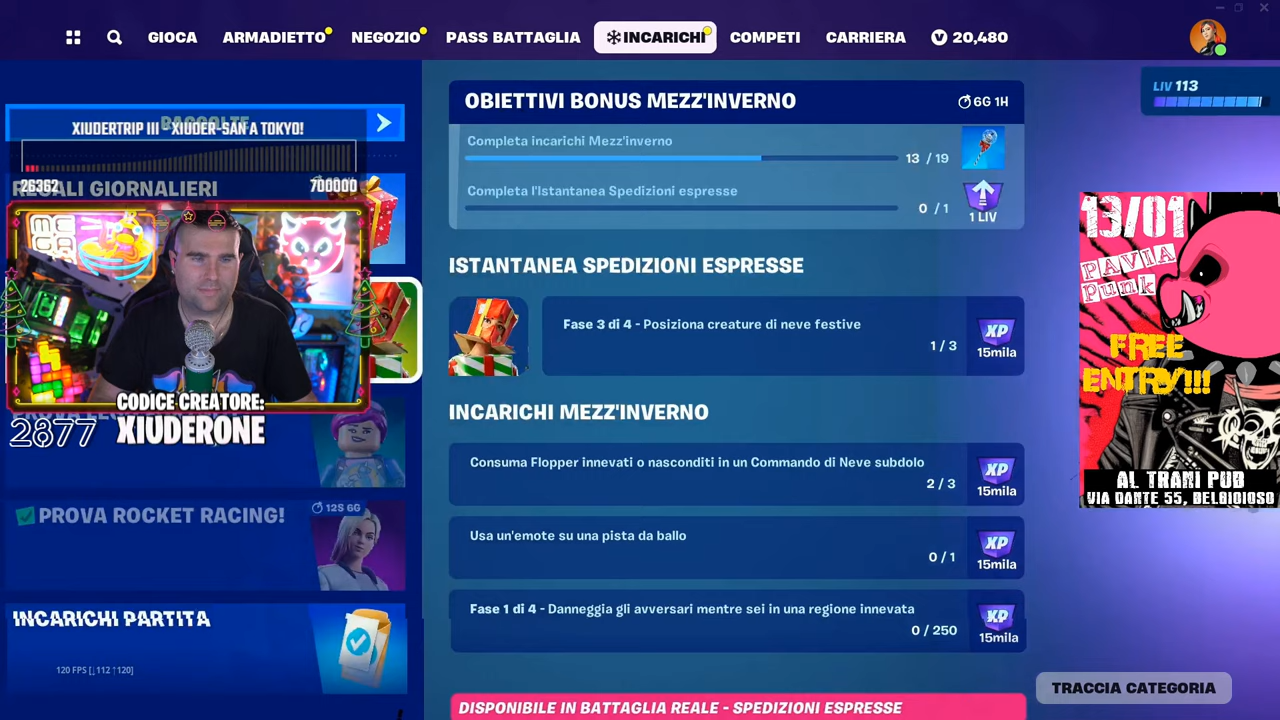 GIOCA
ARMADIETTO
NEGOZIO
PASS BATTAGLIA
INCARICHI
COMPETI
CARRIERA
20,480
LIV 113
XIUDERTRIP III - XIUDER-SAN A TOKYO!
26362
700000
REGALI GIORNALIERI
CODICE CREATORE:
XIUDERONE
2877
PROVA ROCKET RACING!
12S 6G
INCARICHI PARTITA
120 FPS [↓112 ↑120]
OBIETTIVI BONUS MEZZ'INVERNO
6G 1H
Completa incarichi Mezz'inverno
13 / 19
Completa l'Istantanea Spedizioni espresse
0 / 1
1 LIV
ISTANTANEA SPEDIZIONI ESPRESSE
Fase 3 di 4 - Posiziona creature di neve festive
1 / 3
XP
15mila
INCARICHI MEZZ'INVERNO
Consuma Flopper innevati o nasconditi in un Commando di Neve subdolo
2 / 3
XP
15mila
Usa un'emote su una pista da ballo
0 / 1
XP
15mila
Fase 1 di 4 - Danneggia gli avversari mentre sei in una regione innevata
0 / 250
XP
15mila
DISPONIBILE IN BATTAGLIA REALE - SPEDIZIONI ESPRESSE
TRACCIA CATEGORIA
13/01
PAVIA
PUNK
FREE
ENTRY!!!
AL TRANI PUB
VIA DANTE 55, BELGIOIOSO